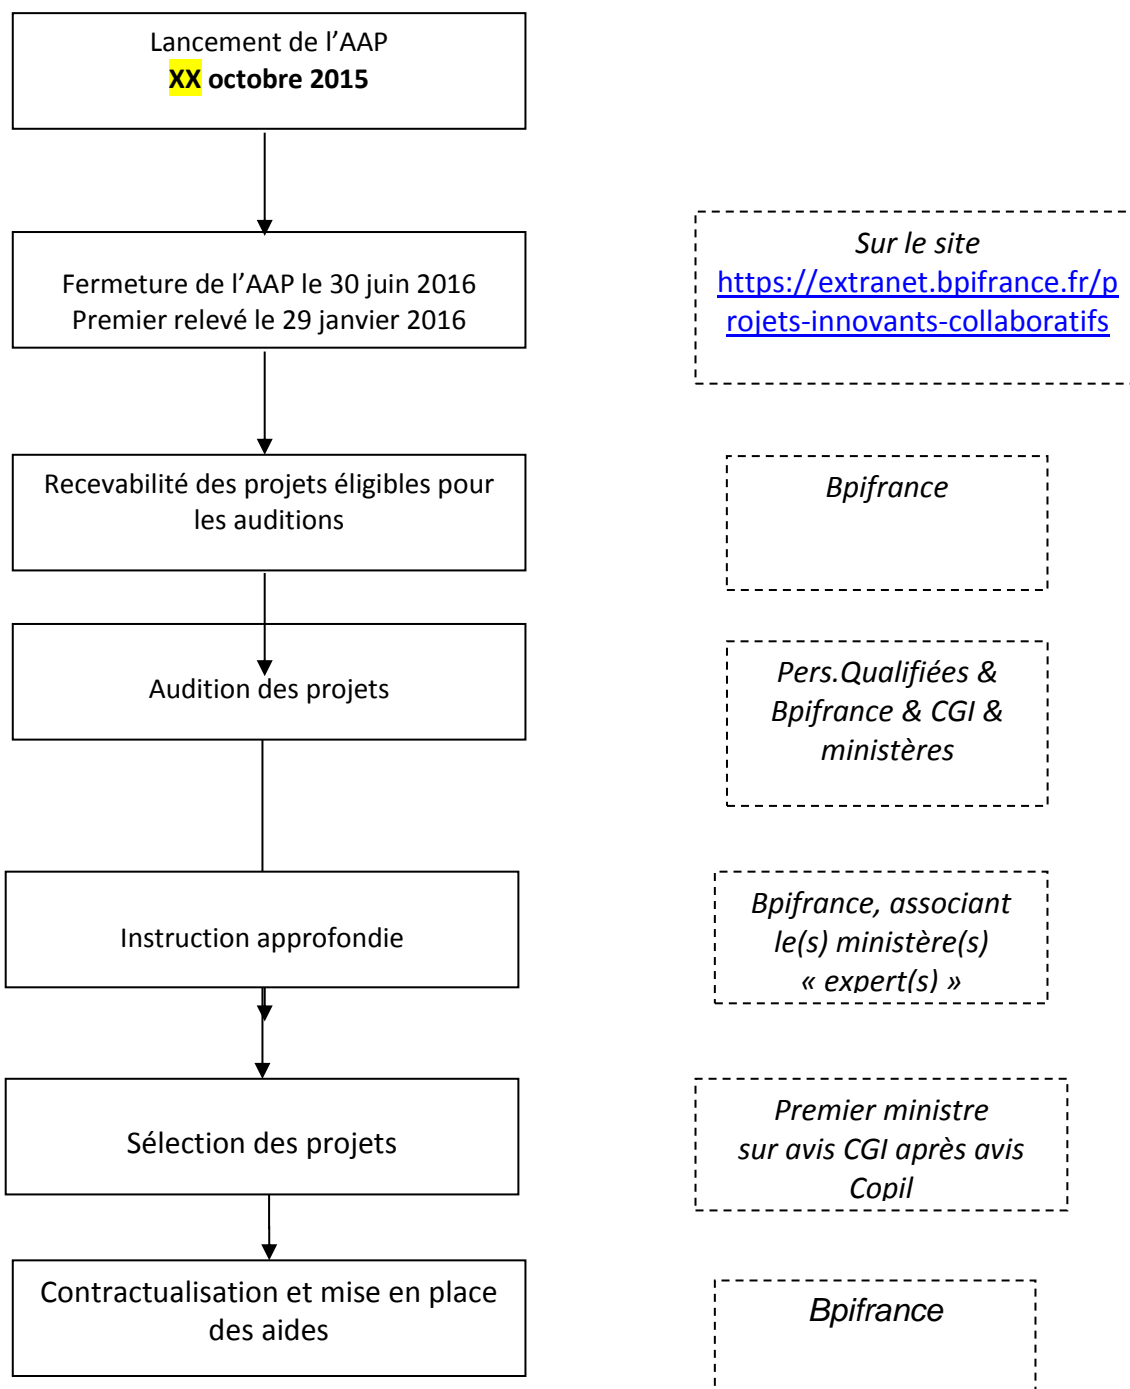 Lancement de l’AAP
XX octobre 2015
Fermeture de l’AAP le 30 juin 2016
Premier relevé le 29 janvier 2016
Sur le site
https://extranet.bpifrance.fr/p
rojets-innovants-collaboratifs
Recevabilité des projets éligibles pour
les auditions
Bpifrance
Audition des projets
Pers.Qualifiées &
Bpifrance & CGI &
ministères
Instruction approfondie
Bpifrance, associant
le(s) ministère(s)
« expert(s) »
Sélection des projets
Premier ministre
sur avis CGI après avis
Copil
Contractualisation et mise en place
des aides
Bpifrance